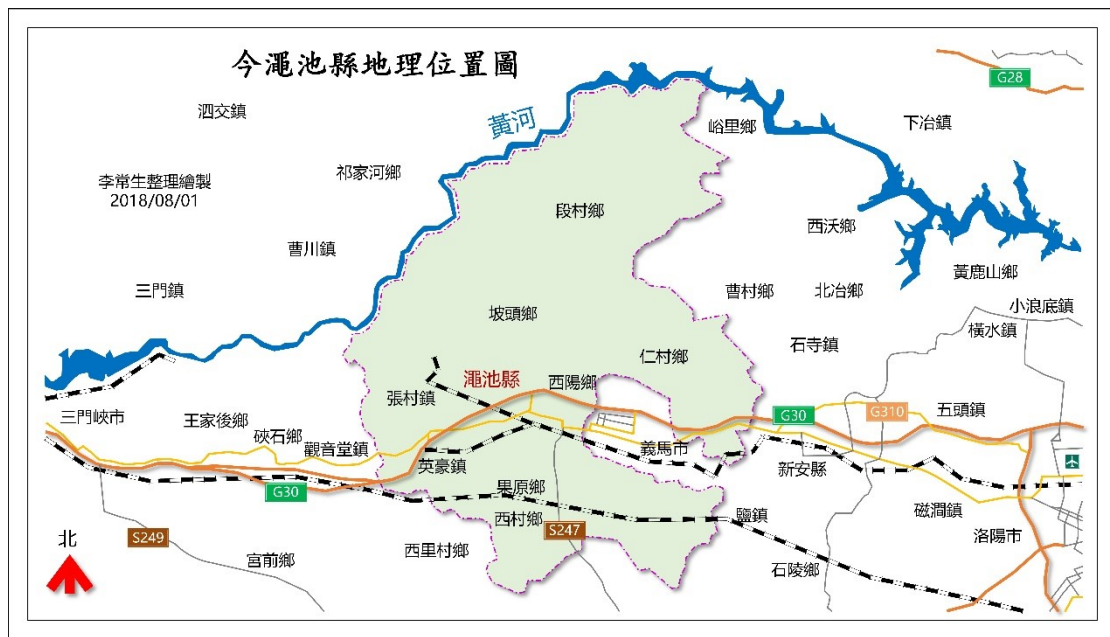 今澠池縣地理位置圖
G28
泗交鎮
黃河
峪里鄉
下冶鎮
祁家河鄉
李常生整理繪製
2018/08/01
段村鄉
西沃鄉
曹川鎮
黃鹿山鄉
三門鎮
曹村鄉
北冶鄉
小浪底鎮
坡頭鄉
橫水鎮
石寺鎮
仁村鄉
澠池縣
西陽鄉
張村鎮
三門峽市
王家後鄉
G30
G310
五頭鎮
硤石鄉
觀音堂鎮
義馬市
英豪鎮
新安縣
G30
果原鄉
西村鄉
鹽鎮
磁澗鎮
S249
S247
洛陽市
北
宮前鄉
西里村鄉
石陵鄉